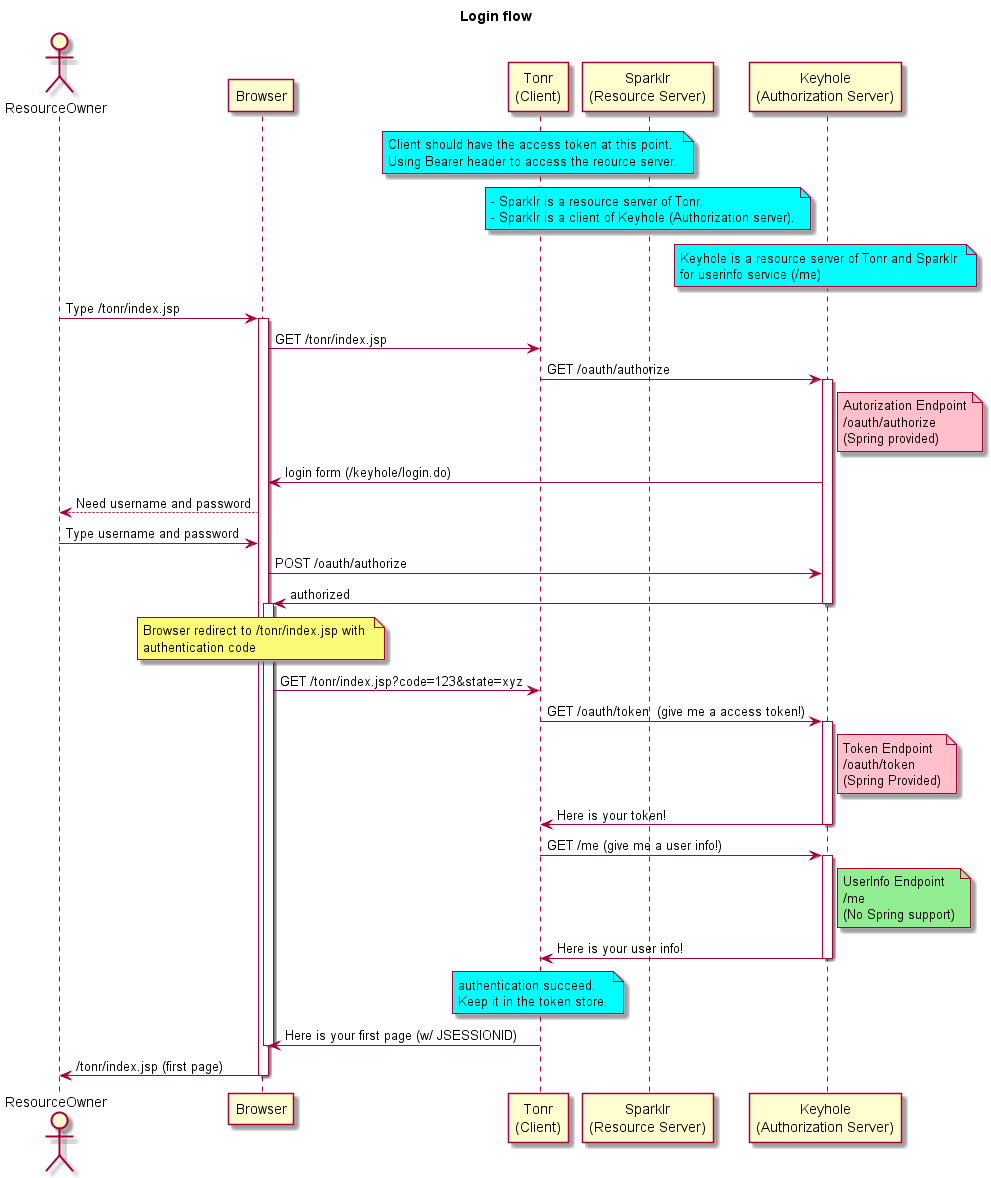 Login flow
ResourceOwner
Browser
Tonr
(Client)
Sparklr
(Resource Server)
Keyhole
(Authorization Server)
Client should have the access token at this point.
Using Bearer header to access the reource server.
- Sparklr is a resource server of Tonr.
- Sparklr is a client of Keyhole (Authorization server).
Keyhole is a resource server of Tonr and Sparklr
for userinfo service (/me)
Type /tonr/index.jsp
GET /tonr/index.jsp
GET /oauth/authorize
Autorization Endpoint
/oauth/authorize
(Spring provided)
login form (/keyhole/login.do)
Need username and password
Type username and password
POST /oauth/authorize
authorized
Browser redirect to /tonr/index.jsp with
authentication code
GET /tonr/index.jsp?code=123&state=xyz
GET /oauth/token  (give me a access token!)
Token Endpoint
/oauth/token
(Spring Provided)
Here is your token!
GET /me (give me a user info!)
UserInfo Endpoint
/me
(No Spring support)
Here is your user info!
authentication succeed.
Keep it in the token store.
Here is your first page (w/ JSESSIONID)
/tonr/index.jsp (first page)
ResourceOwner
Browser
Tonr
(Client)
Sparklr
(Resource Server)
Keyhole
(Authorization Server)